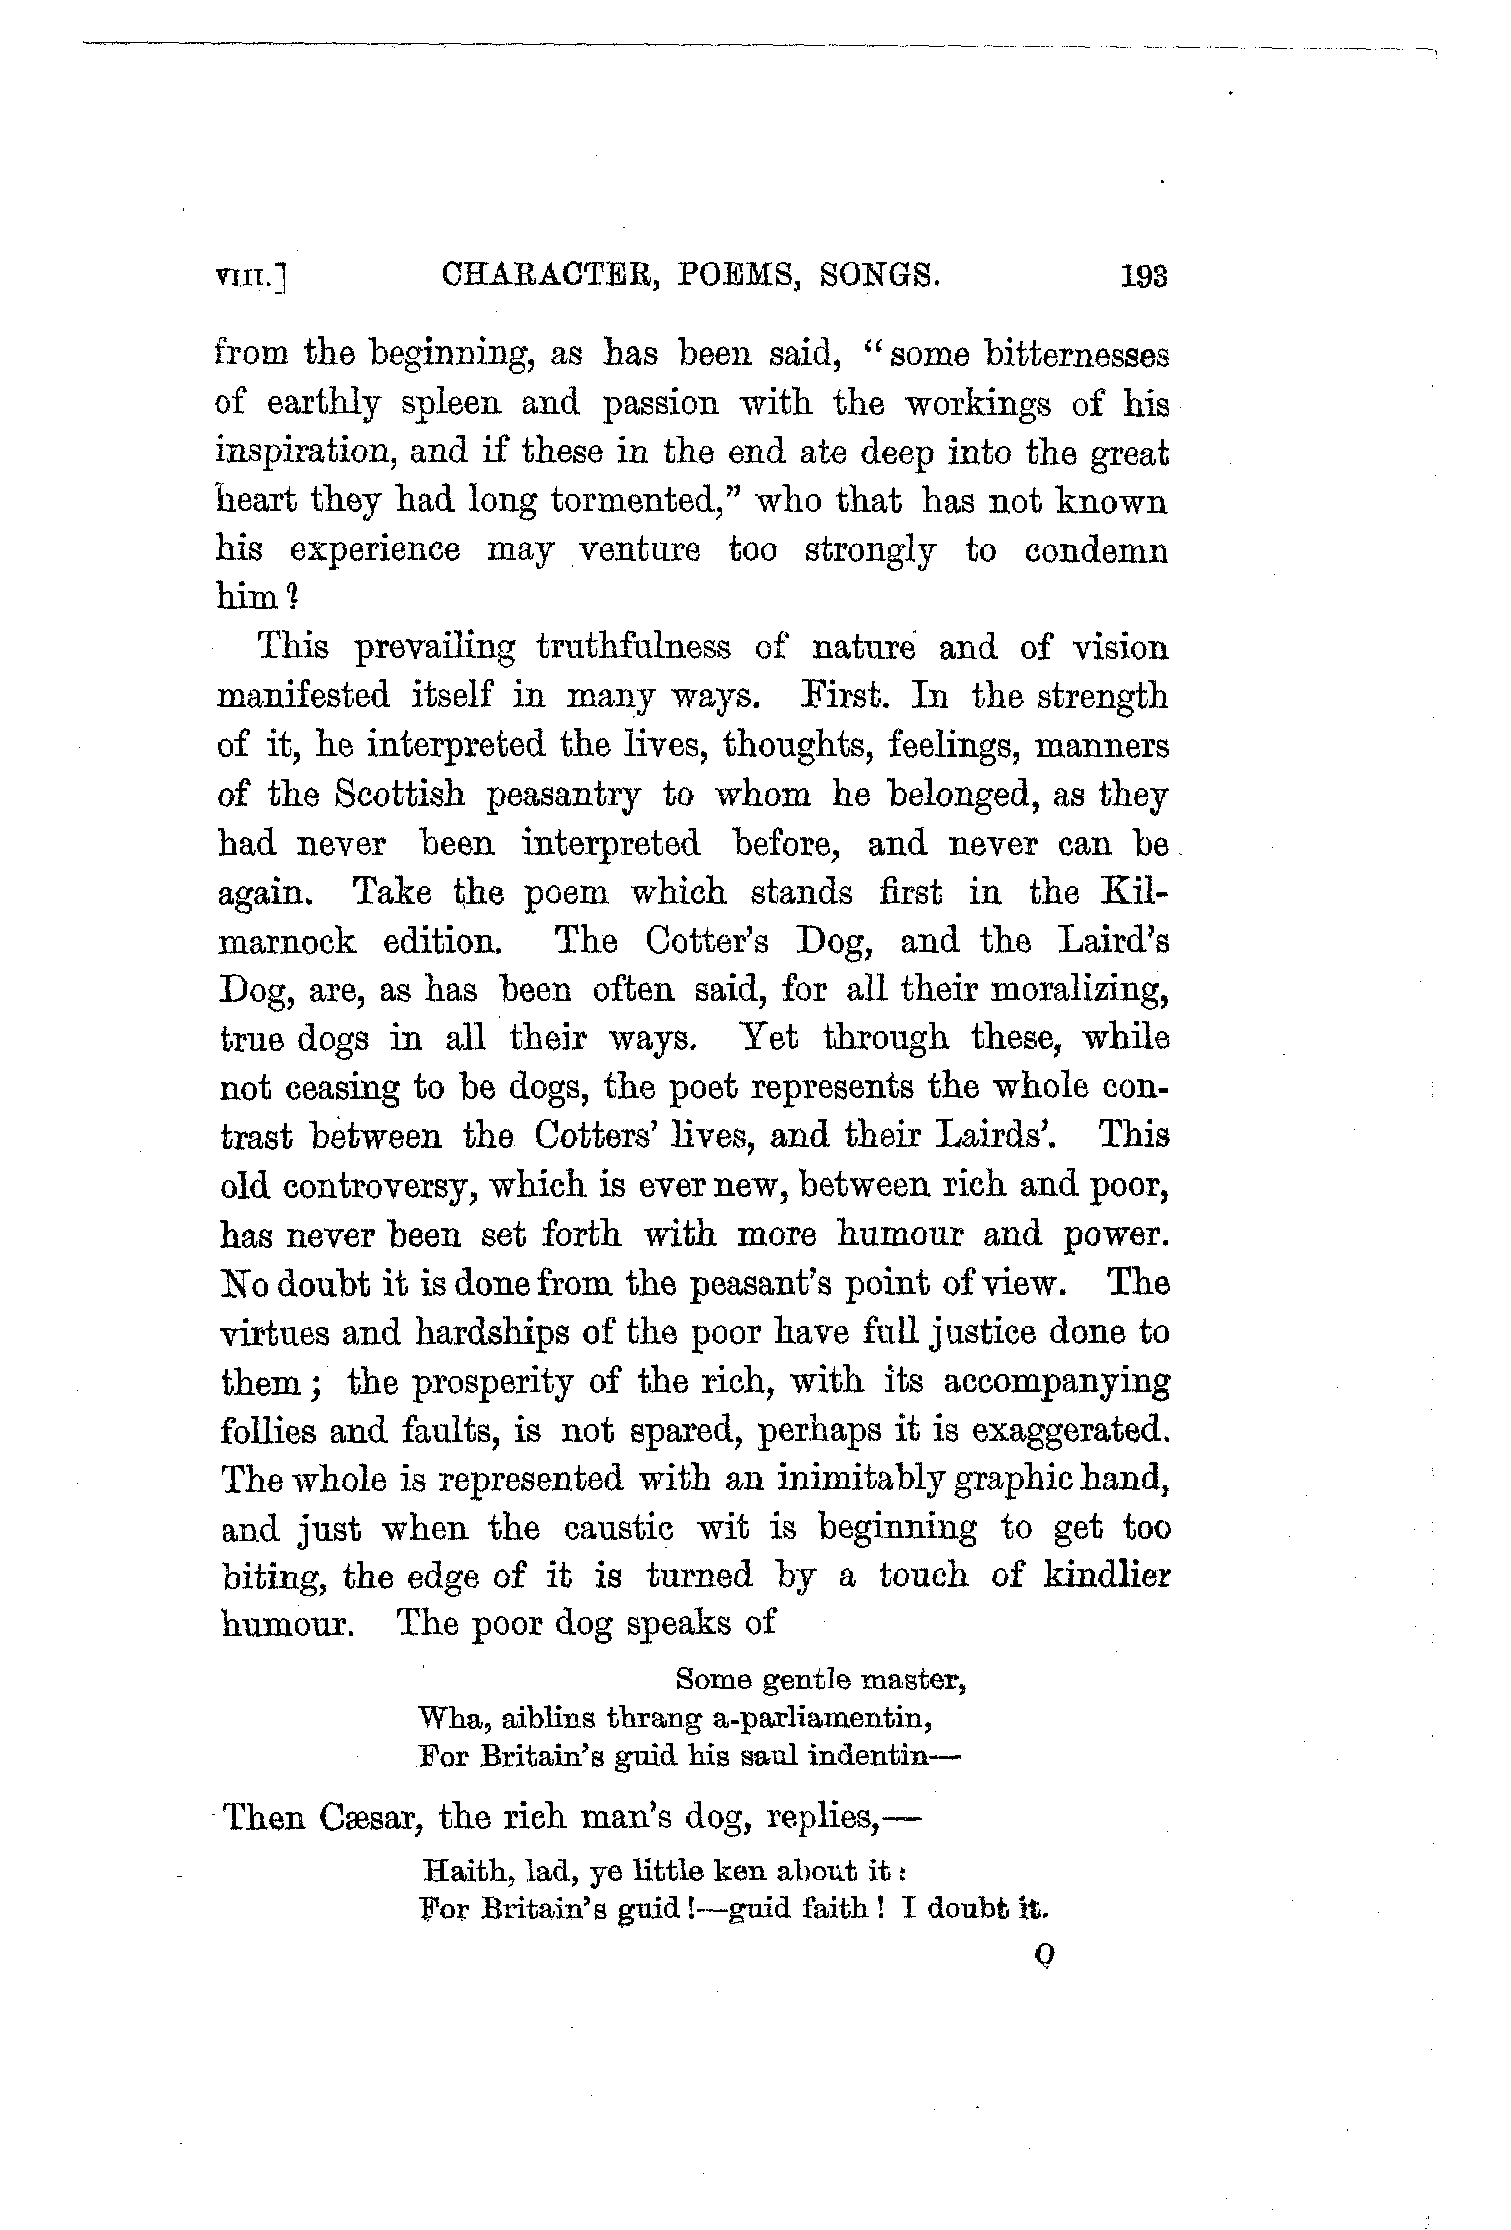 VIII.] CHARACTER, POEMS, SONGS. 193
from the beginning, as has been said, “some bitternesses
of earthly spleen and passion with the workings of his
inspiration, and if these in the end ate deep into the great
heart they had long tormented,” who that has not known
his experience may venture too strongly to condemn
him?
This prevailing truthfulness of nature and of vision
manifested itself in many ways. First. In the strength
of it, he interpreted the lives, thoughts, feelings, manners
of the Scottish peasantry to whom he belonged, as they
had never been interpreted before, and never can be
again. Take the poem which stands first in the Kil-
marnock edition. The Cotter’s Dog, and the Laird’s
Dog, are, as has been often said, for all their moralizing,
true dogs in all their ways. Yet through these, while
not ceasing to be dogs, the poet represents the whole con-
trast between the Cotters’ lives, and their Lairds’. This
old controversy, which is ever new, between rich and poor,
has never been set forth with more humour and power.
No doubt it is done from the peasant’s point of view. The
virtues and hardships of the poor have full justice done to
them; the prosperity of the rich, with its accompanying
follies and faults, is not spared, perhaps it is exaggerated.
The whole is represented with an inimitably graphic hand,
and just when the caustic wit is beginning to get too
biting, the edge of it is turned by a touch of kindlier
humour. The poor dog speaks of
Some gentle master,
Wha, aiblins thrang a-parliamentin,
For Britain’s guid his saul indentin—
Then Cæsar, the rich man’s dog, replies,—
Haith, lad, ye little ken about it:
For Britain’s guid!—guid faith! I doubt it.
Q